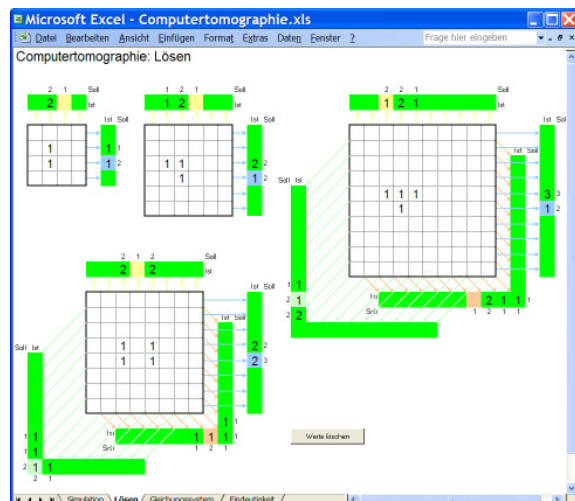 Microsoft Excel - Computertomographie.xls
Datei Bearbeiten Ansicht Einfügen Format Extras Daten Fenster ?
Frage hier eingeben
Computertomographie: Lösen
2 1 Soll
2 Ist
Ist Soll
1
1 1
1
1 2
2 2 1 Soll
1 2 Ist
Ist Soll
1 1
2 2
1
1 2
2 2 1 Soll
1 2 1 Ist
Ist Soll
Ist Soll
Soll Ist
1 1 1
3 3
1
1 2
1 1
2 1
2
Ist
2 1 1 1 1
Soll
1 2 1 1
2 1 2 Soll
2 2 Ist
Ist Soll
Ist Soll
Soll Ist
1 1
2 2
1 1
2 3
1 1
Ist
1 1 1 1
Soll
1 2 1
1 1
1 1
2 1 1
2 1
Werte löschen
Simulation Lösen Gleichungssystem Eindeutigkeit